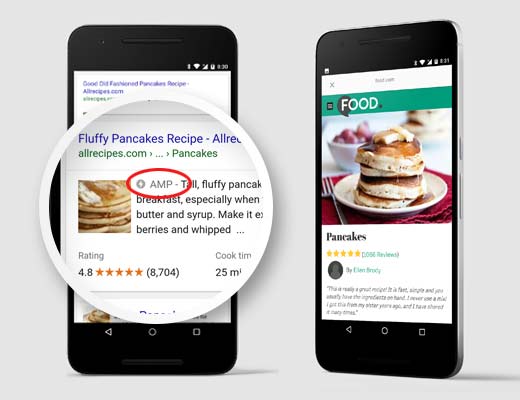 8:30
Good Old Fashioned Pancakes Recipe -
Allrecipes.com
Fluffy Pancakes Recipe - Allre
allrecipes.com › ... › Pancakes
AMP - Tall, fluffy pancak
breakfast, especially when
butter and syrup. Make it ex
berries and whipped ...
Rating
Cook tim
4.8 ★★★★★ (8,704)
25 mi
8:31
food.com
FOOD
Pancakes
Reviews)
By Ellen Brocy
"This is a really a great recipe! It is fast, simple and you
usually have the ingredients on hand. I never use a mix!
I got this from my sister years ago, and I have shared
it many times."